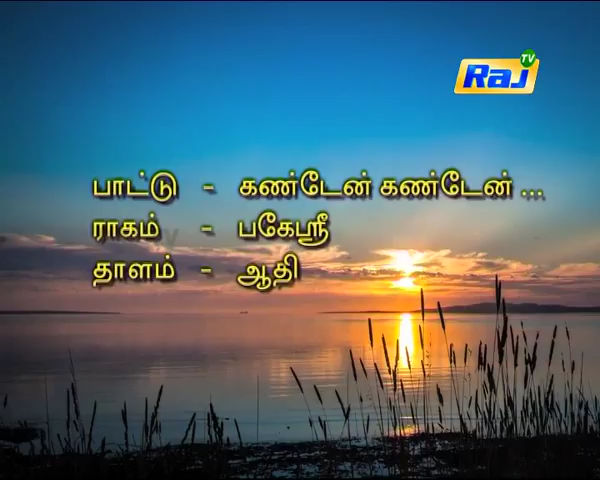 Raj TV
பாட்டு - கண்டேன் கண்டேன் ...
ராகம் - பகேஸ்ரீ
தாளம் - ஆதி